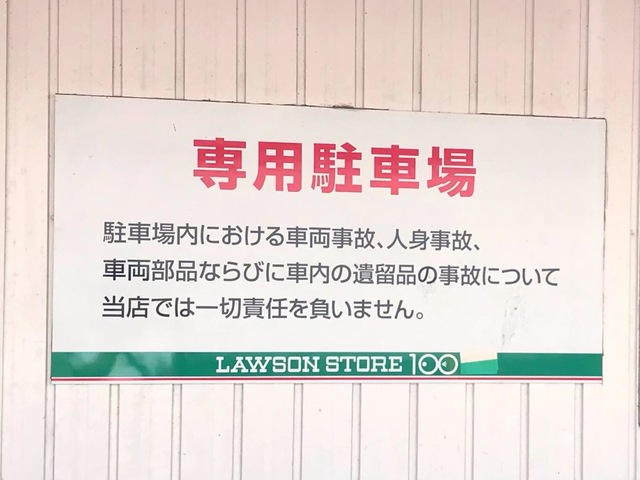 専用駐車場
駐車場内における車両事故、人身事故、
車両部品ならびに車内の遺留品の事故について
当店では一切責任を負いません。
LAWSON STORE 100